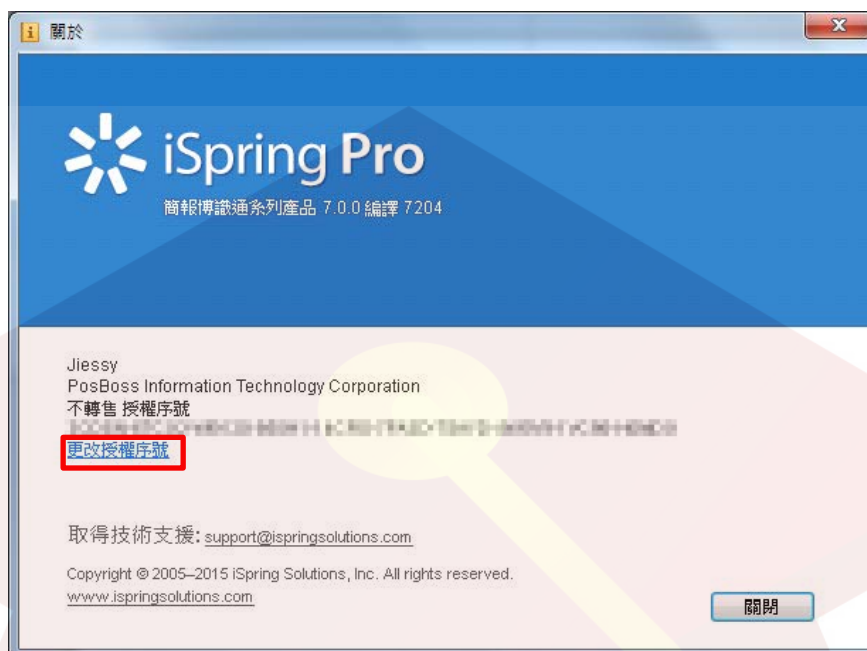 關於
iSpring Pro
簡報博識通系列產品 7.0.0 編譯 7204
Jiessy
PosBoss Information Technology Corporation
不轉售 授權序號
更改授權序號
取得技術支援: support@ispringsolutions.com
Copyright © 2005–2015 iSpring Solutions, Inc. All rights reserved.
www.ispringsolutions.com
關閉